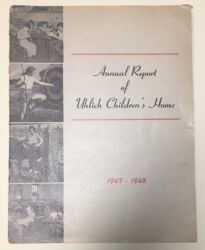 Annual Report
of
Uhlich Children's Home
1947 - 1948